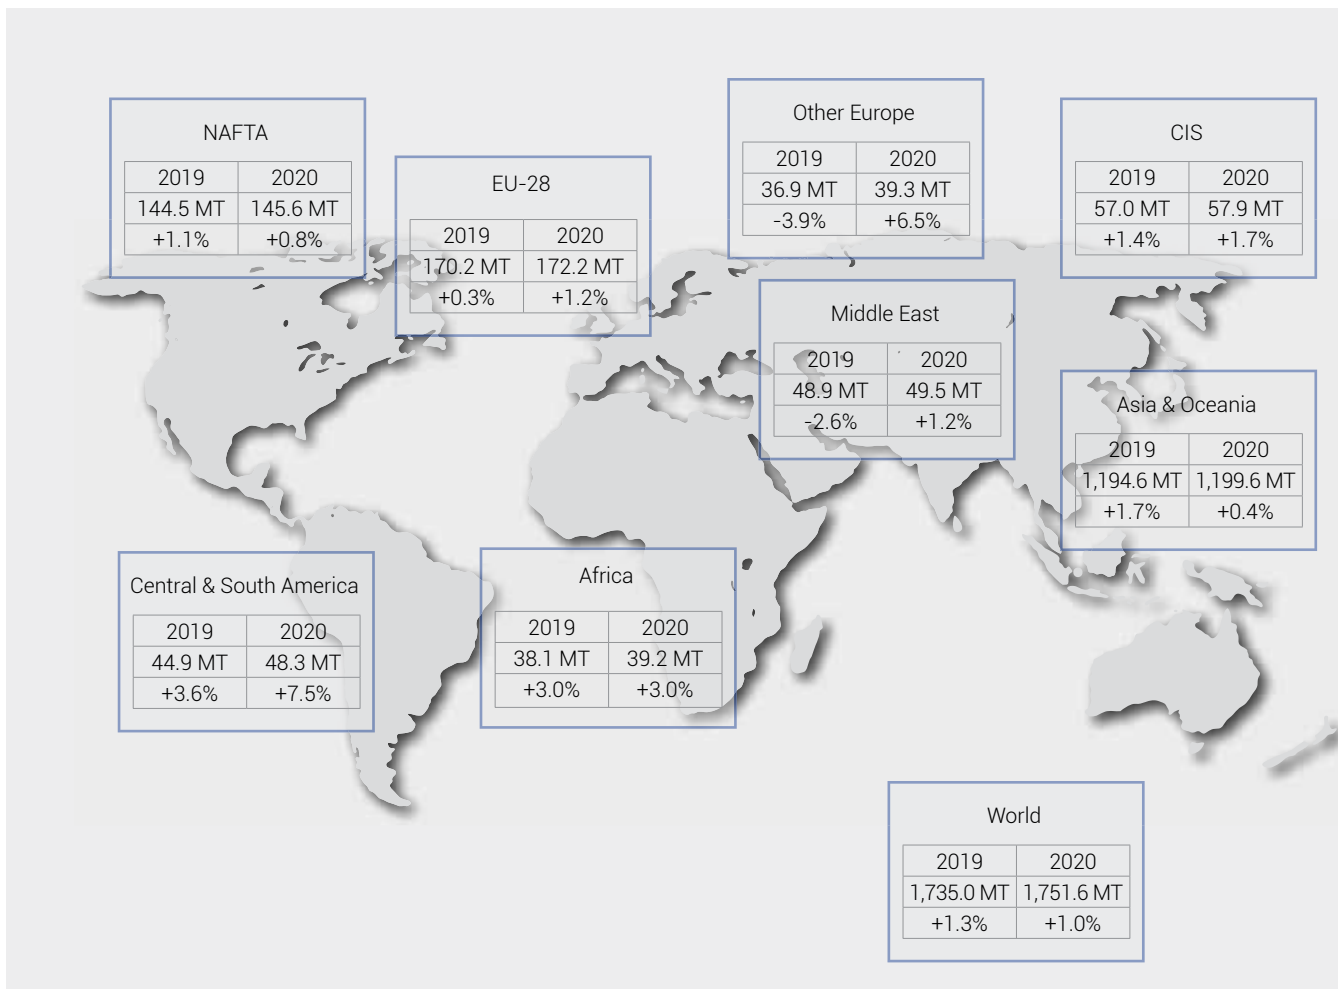 NAFTA
2019 2020
144.5 MT 145.6 MT
+1.1% +0.8%
EU-28
2019 2020
170.2 MT 172.2 MT
+0.3% +1.2%
Other Europe
2019 2020
36.9 MT 39.3 MT
-3.9% +6.5%
CIS
2019 2020
57.0 MT 57.9 MT
+1.4% +1.7%
Middle East
2019 2020
48.9 MT 49.5 MT
-2.6% +1.2%
Asia & Oceania
2019 2020
1,194.6 MT 1,199.6 MT
+1.7% +0.4%
Central & South America
2019 2020
44.9 MT 48.3 MT
+3.6% +7.5%
Africa
2019 2020
38.1 MT 39.2 MT
+3.0% +3.0%
World
2019 2020
1,735.0 MT 1,751.6 MT
+1.3% +1.0%